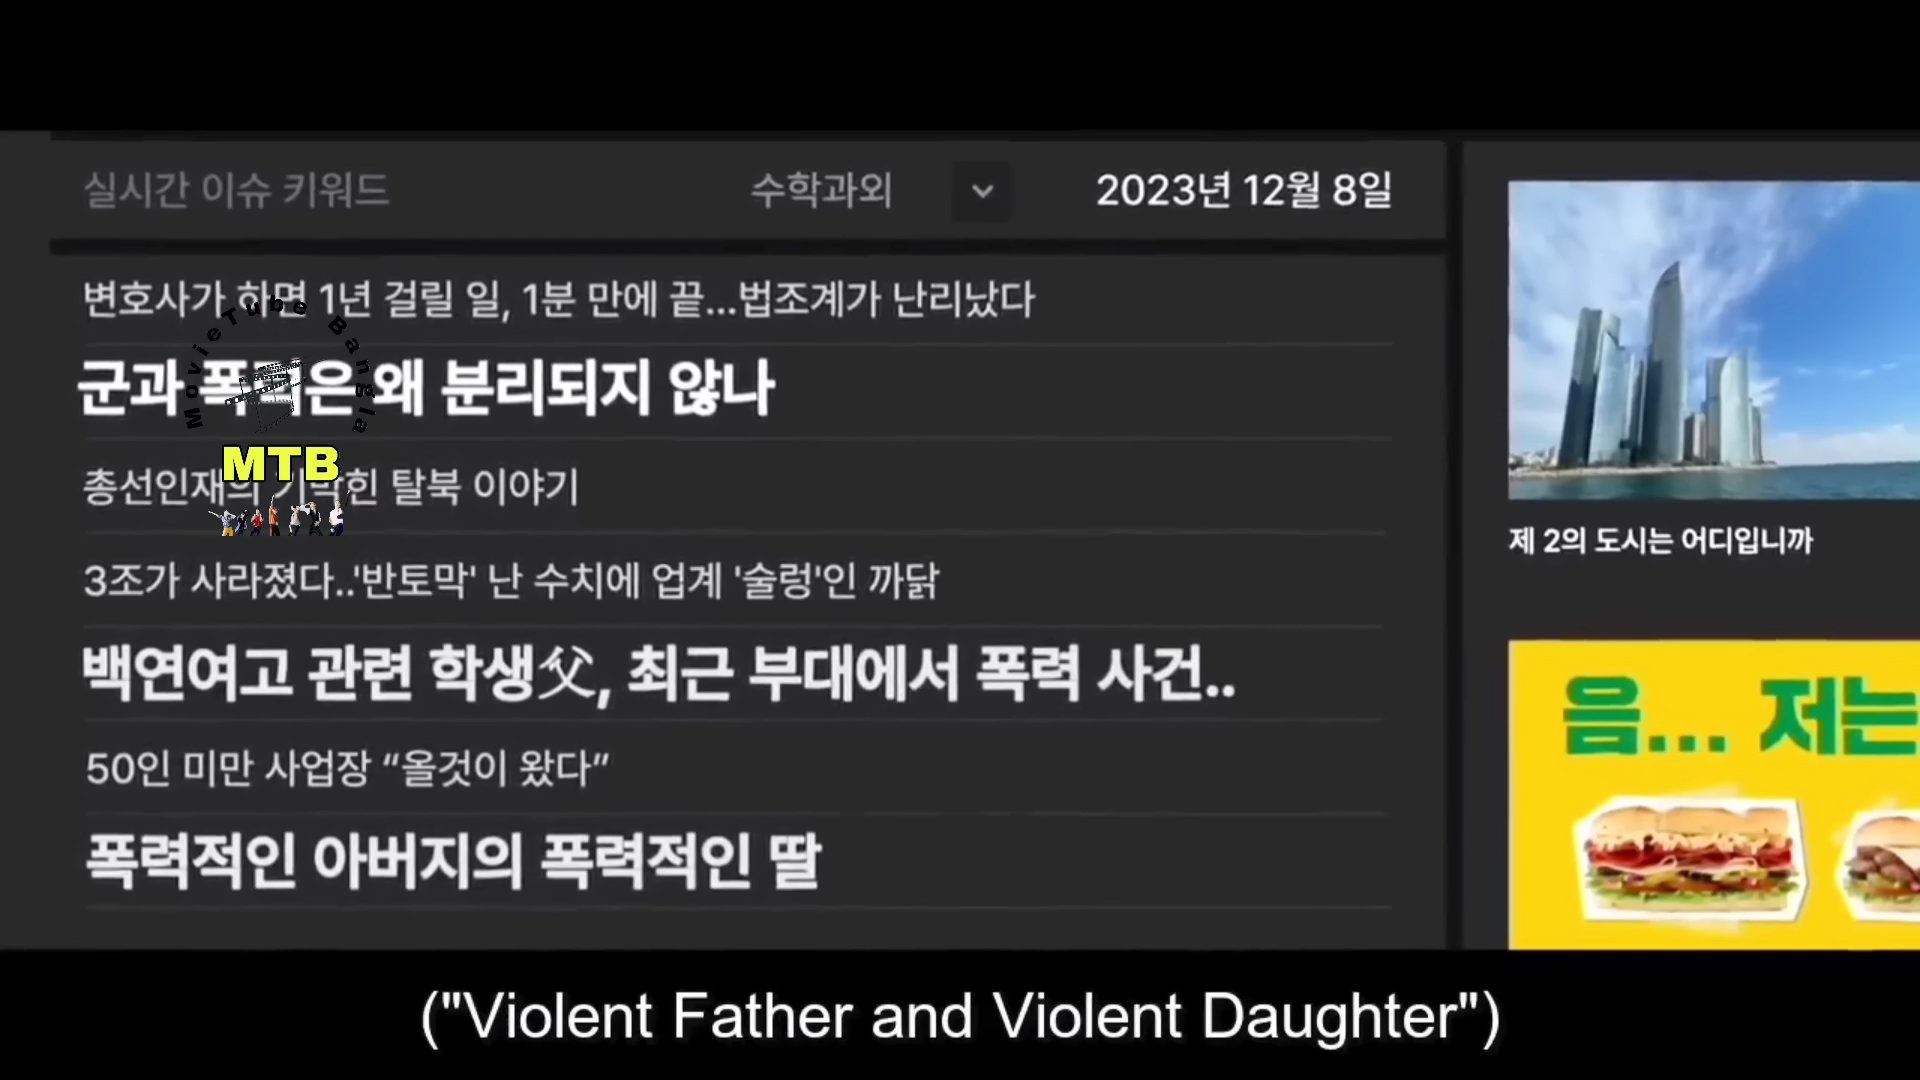 실시간 이슈 키워드
수학과외
2023년 12월 8일
변호사가 하면 1년 걸릴 일, 1분 만에 끝...법조계가 난리났다
군과 폭력은 왜 분리되지 않나
총선인재의 기막힌 탈북 이야기
3조가 사라졌다..'반토막' 난 수치에 업계 '술렁'인 까닭
백연여고 관련 학생父, 최근 부대에서 폭력 사건..
50인 미만 사업장 “올것이 왔다”
폭력적인 아버지의 폭력적인 딸
제 2의 도시는 어디입니까
음... 저는
MovieTube Bangla
MTB
("Violent Father and Violent Daughter")